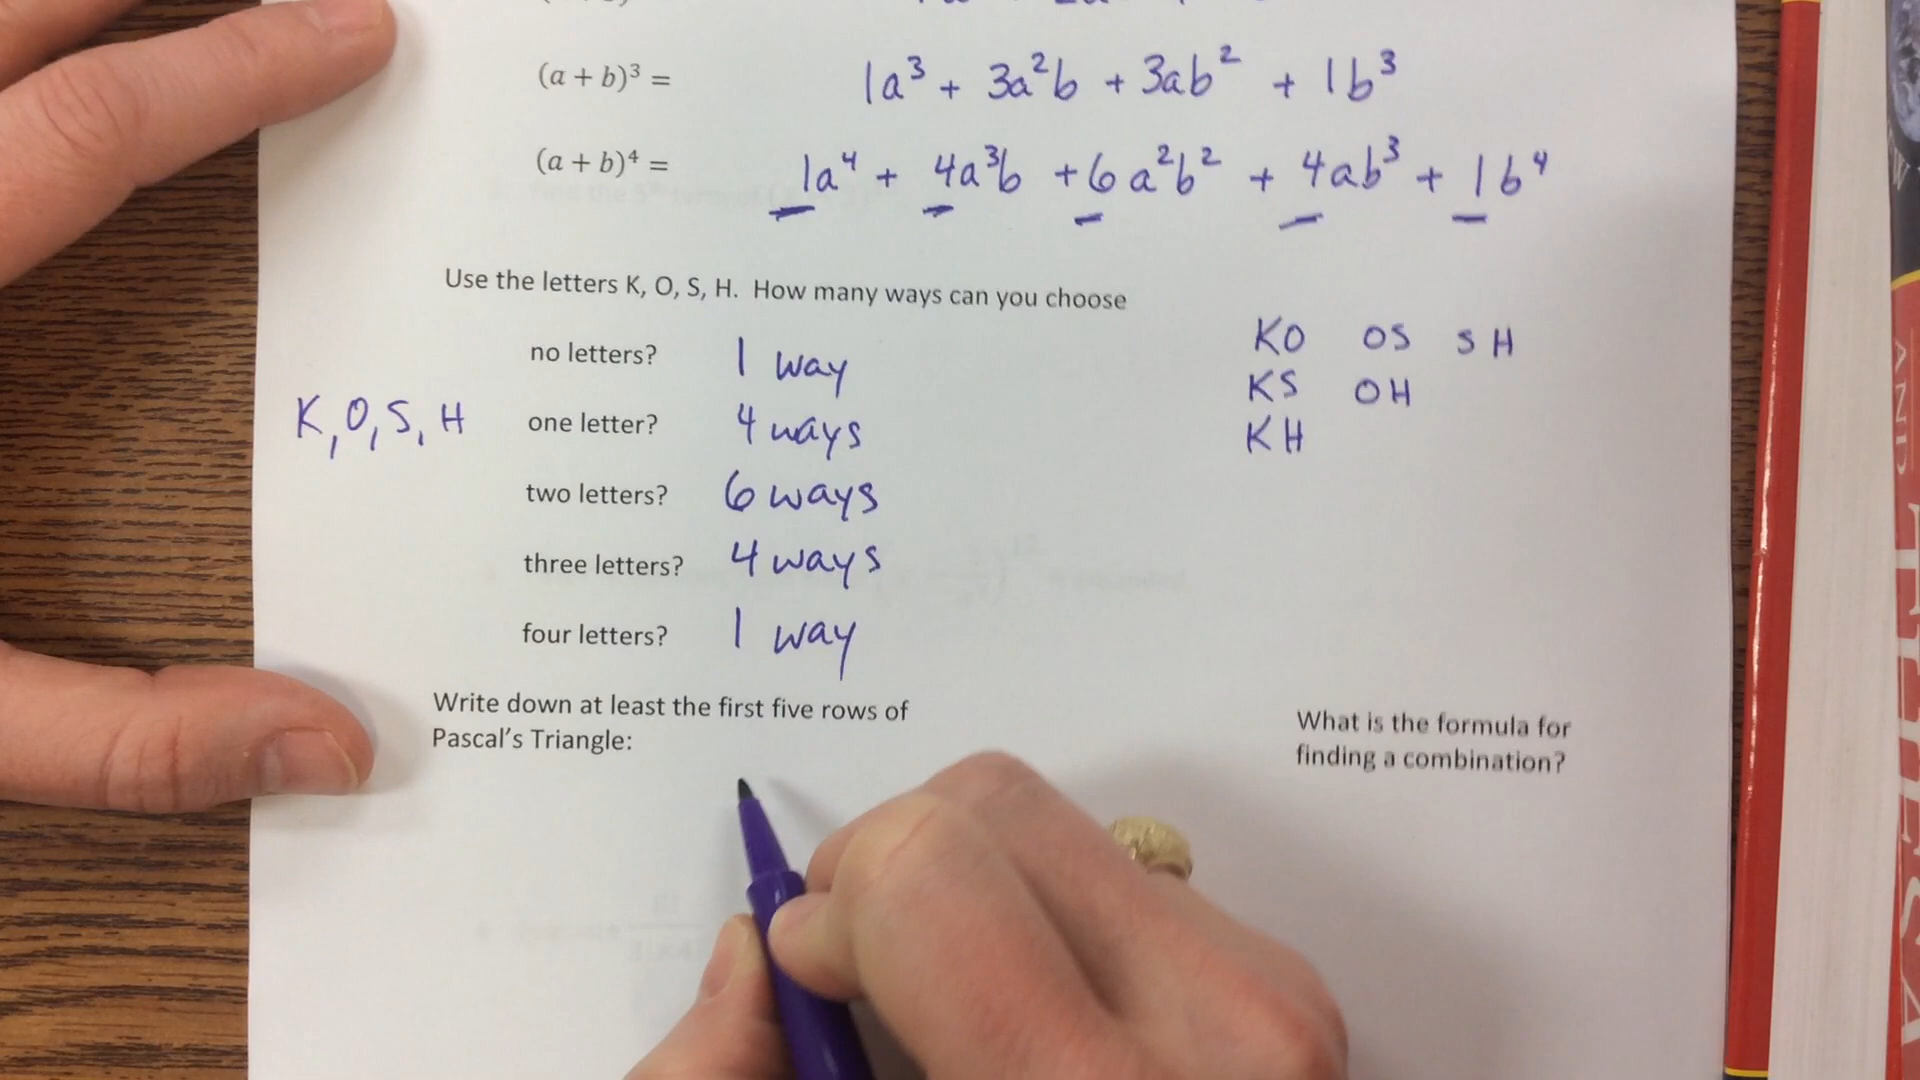 (a + b)³ = 1a³ + 3a²b + 3ab² + 1b³
(a + b)⁴ = 1a⁴ + 4a³b + 6a²b² + 4ab³ + 1b⁴
Use the letters K, O, S, H. How many ways can you choose
no letters? 1 way
K, O, S, H one letter? 4 ways
two letters? 6 ways
three letters? 4 ways
four letters? 1 way
KO OS SH
KS OH
KH
Write down at least the first five rows of
Pascal's Triangle:
What is the formula for
finding a combination?
AND